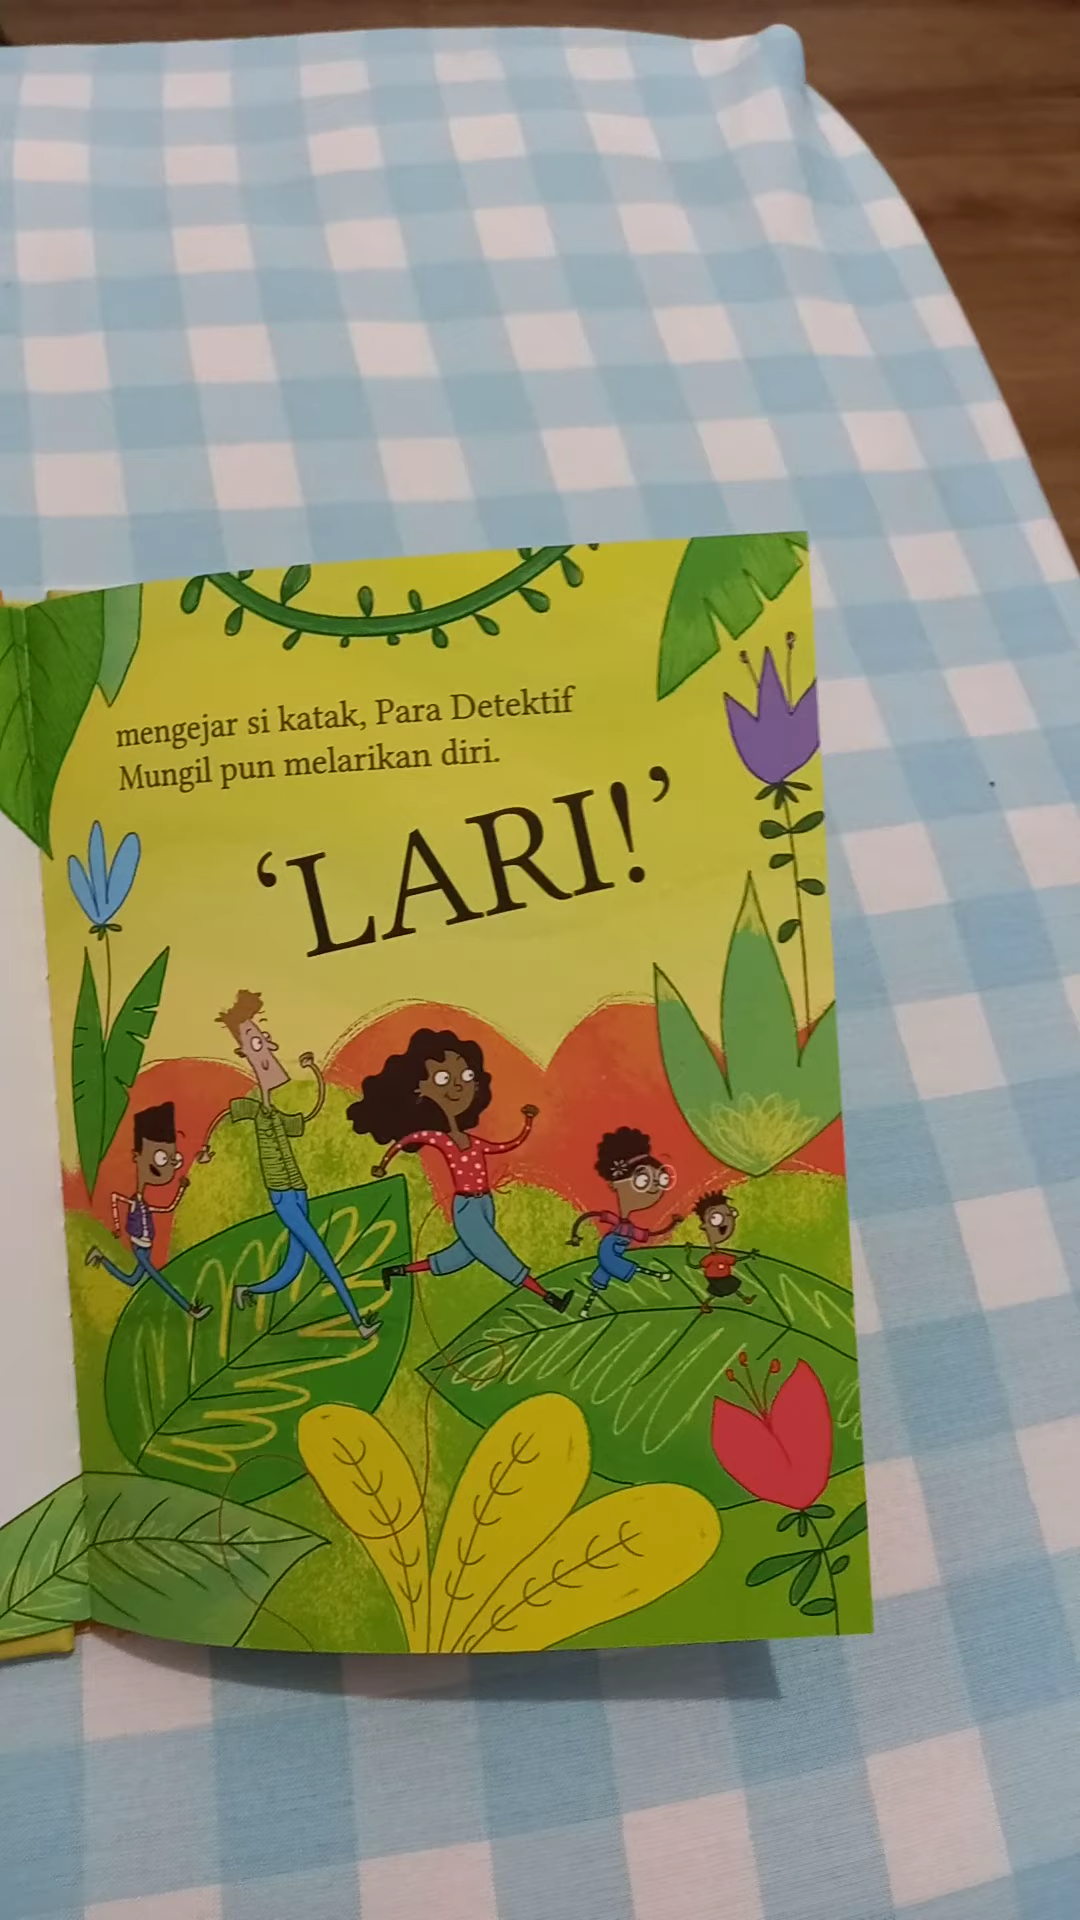 mengejar si katak, Para Detektif
Mungil pun melarikan diri.
‘LARI!’